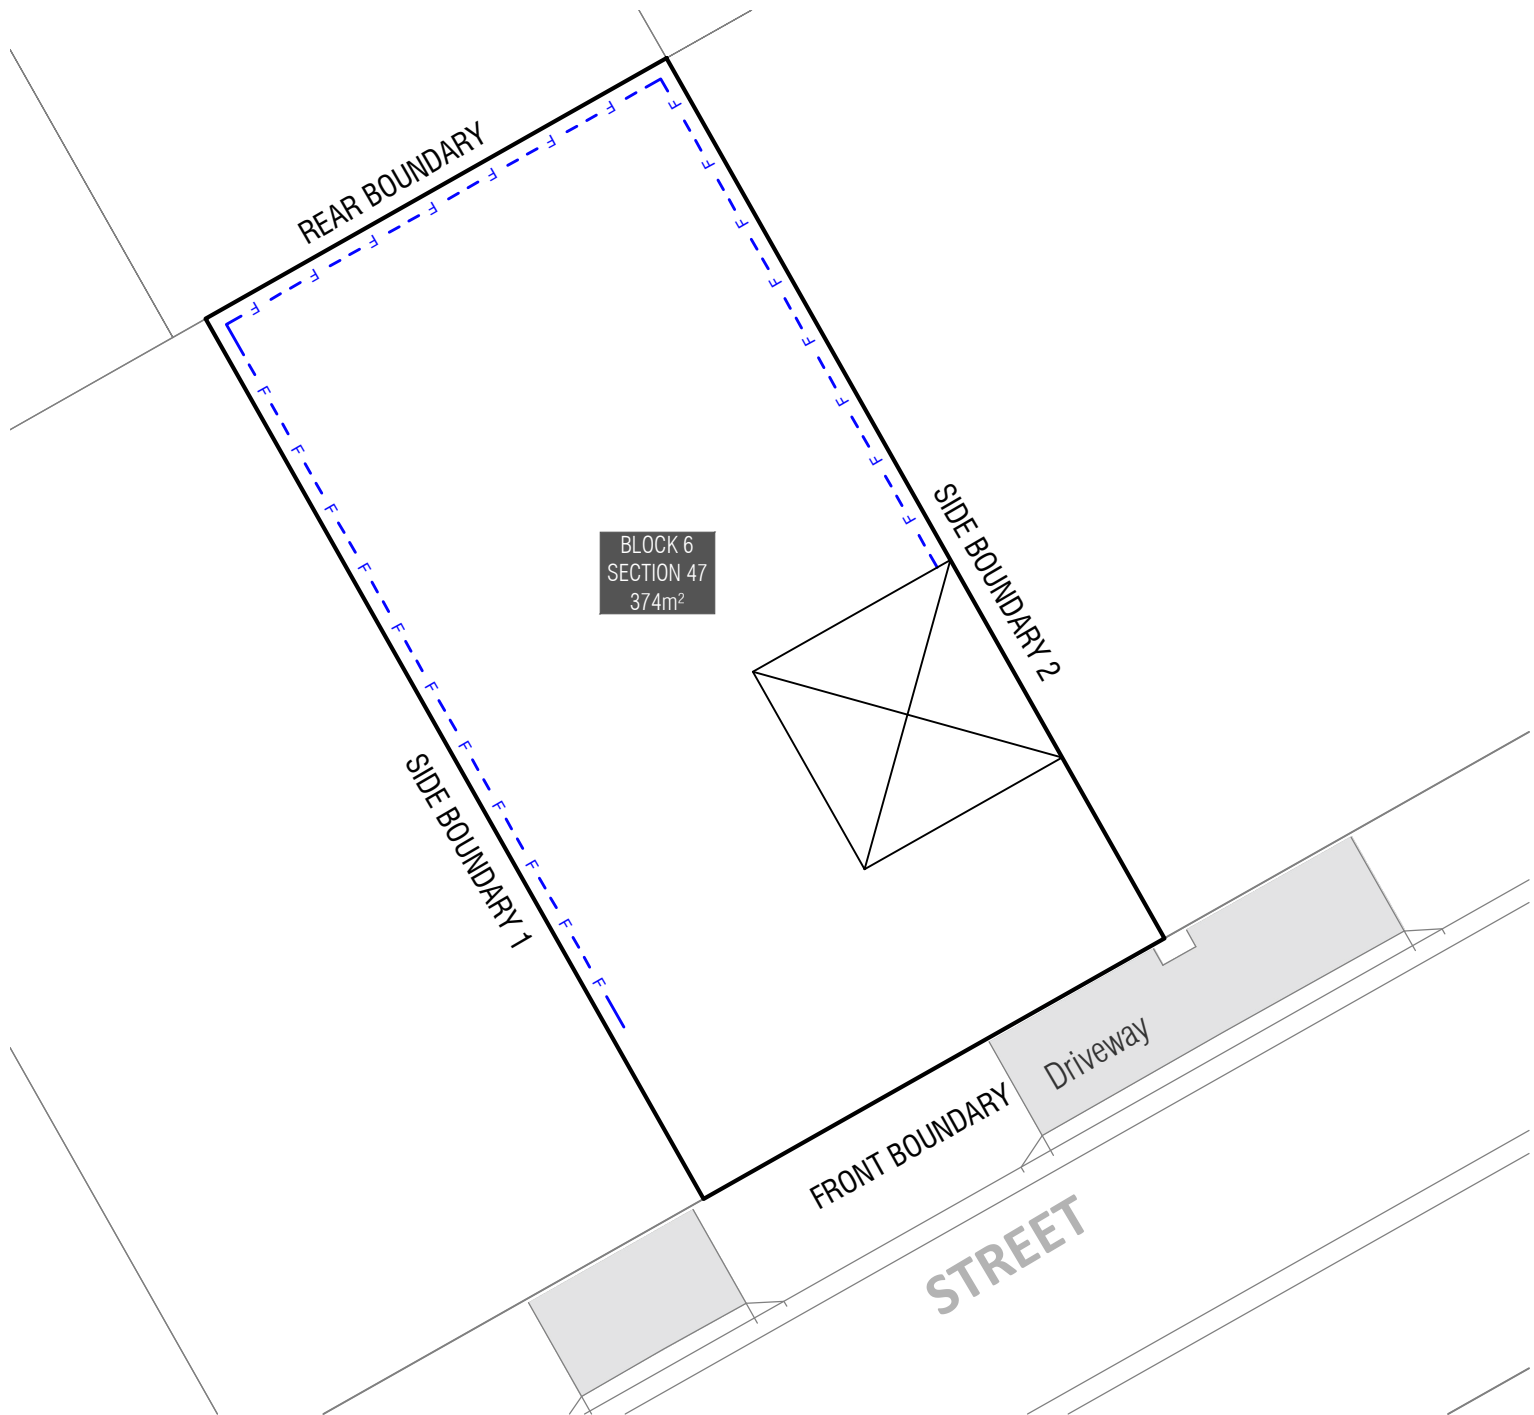 REAR BOUNDARY
F F F F F F F
F F F F F F F F
F F F F F F F F F F F
BLOCK 6
SECTION 47
374m²
SIDE BOUNDARY 2
SIDE BOUNDARY 1
Driveway
FRONT BOUNDARY
STREET